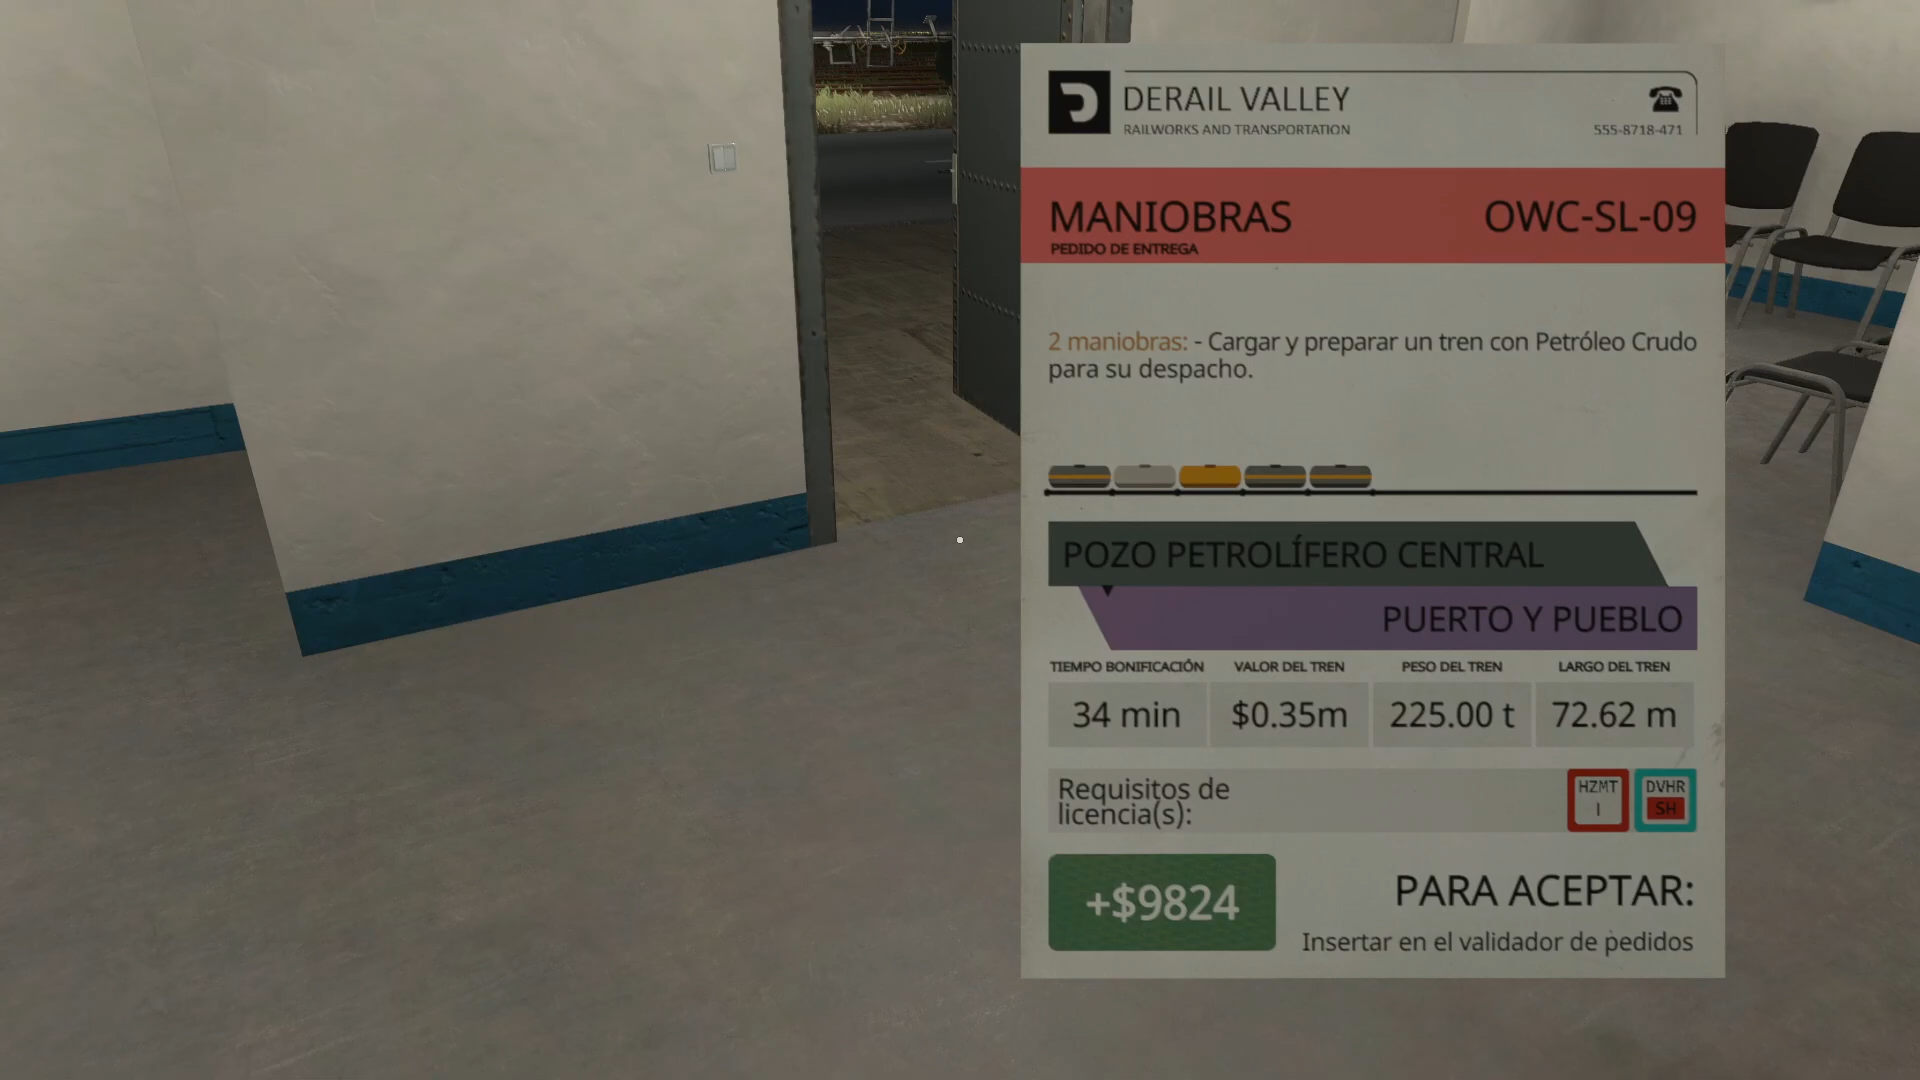 DERAIL VALLEY
RAILWORKS AND TRANSPORTATION
555-8718-471
MANIOBRAS
OWC-SL-09
PEDIDO DE ENTREGA
2 maniobras: - Cargar y preparar un tren con Petróleo Crudo
para su despacho.
POZO PETROLÍFERO CENTRAL
PUERTO Y PUEBLO
TIEMPO BONIFICACIÓN
VALOR DEL TREN
PESO DEL TREN
LARGO DEL TREN
34 min
$0.35m
225.00 t
72.62 m
Requisitos de
licencia(s):
HZMT
I
DVHR
SH
+$9824
PARA ACEPTAR:
Insertar en el validador de pedidos